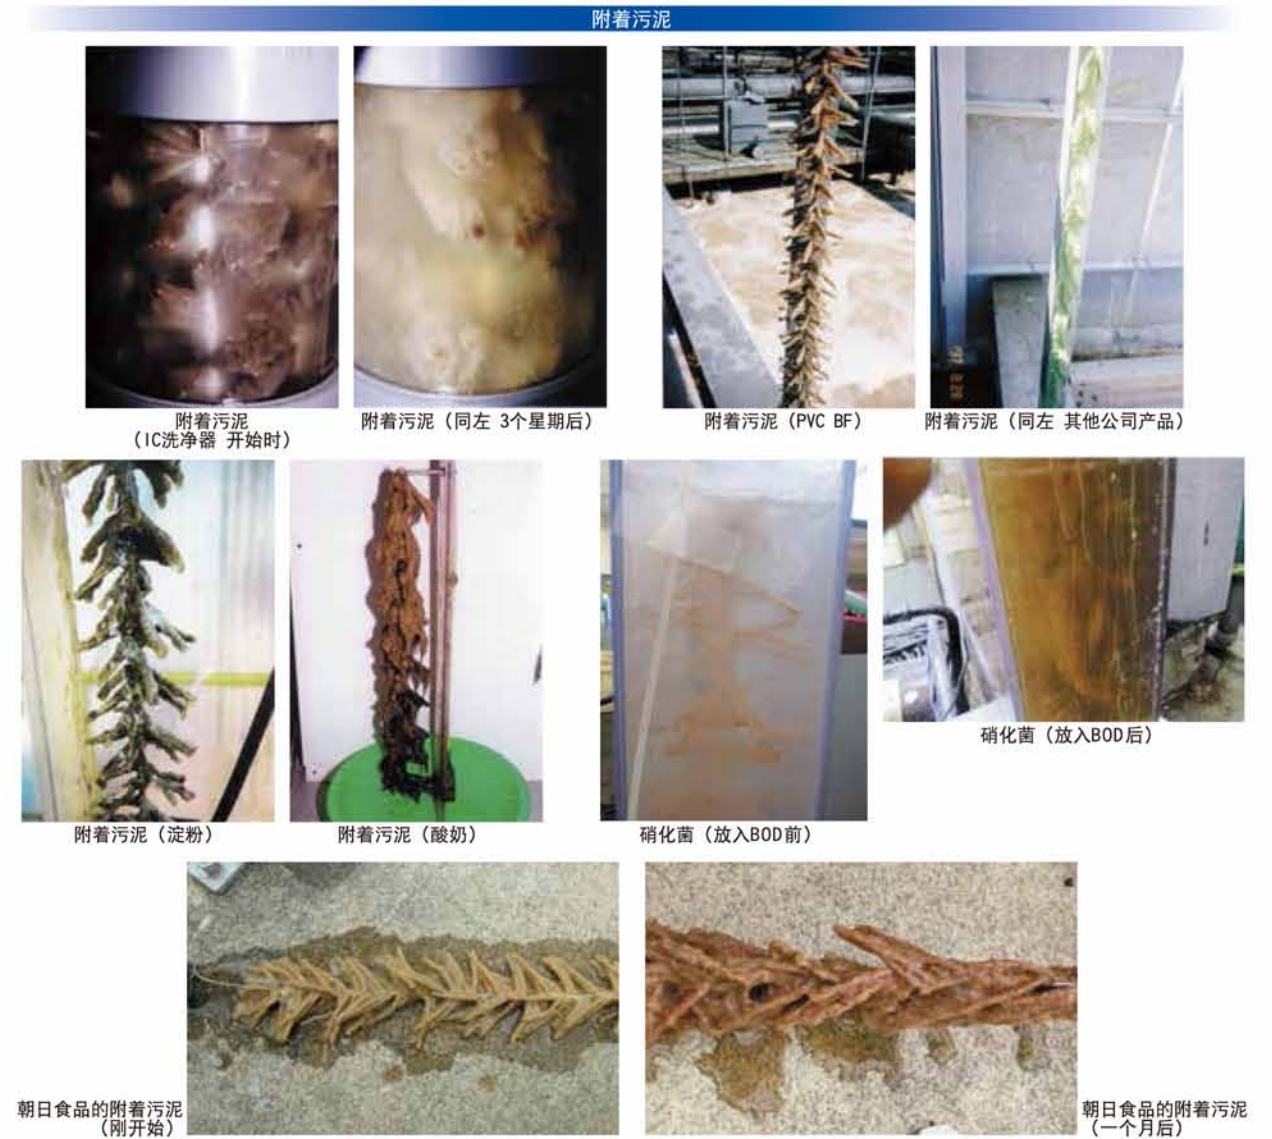 附着污泥
附着污泥
（IC洗净器 开始时）
附着污泥（同左 3个星期后）
附着污泥（PVC BF）
附着污泥（同左 其他公司产品）
附着污泥（淀粉）
附着污泥（酸奶）
硝化菌（放入BOD前）
硝化菌（放入BOD后）
朝日食品的附着污泥
（刚开始）
朝日食品的附着污泥
（一个月后）